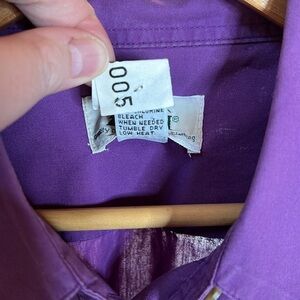 005
BLEACH
WHEN NEEDED
TUMBLE DRY
LOW HEAT.
®